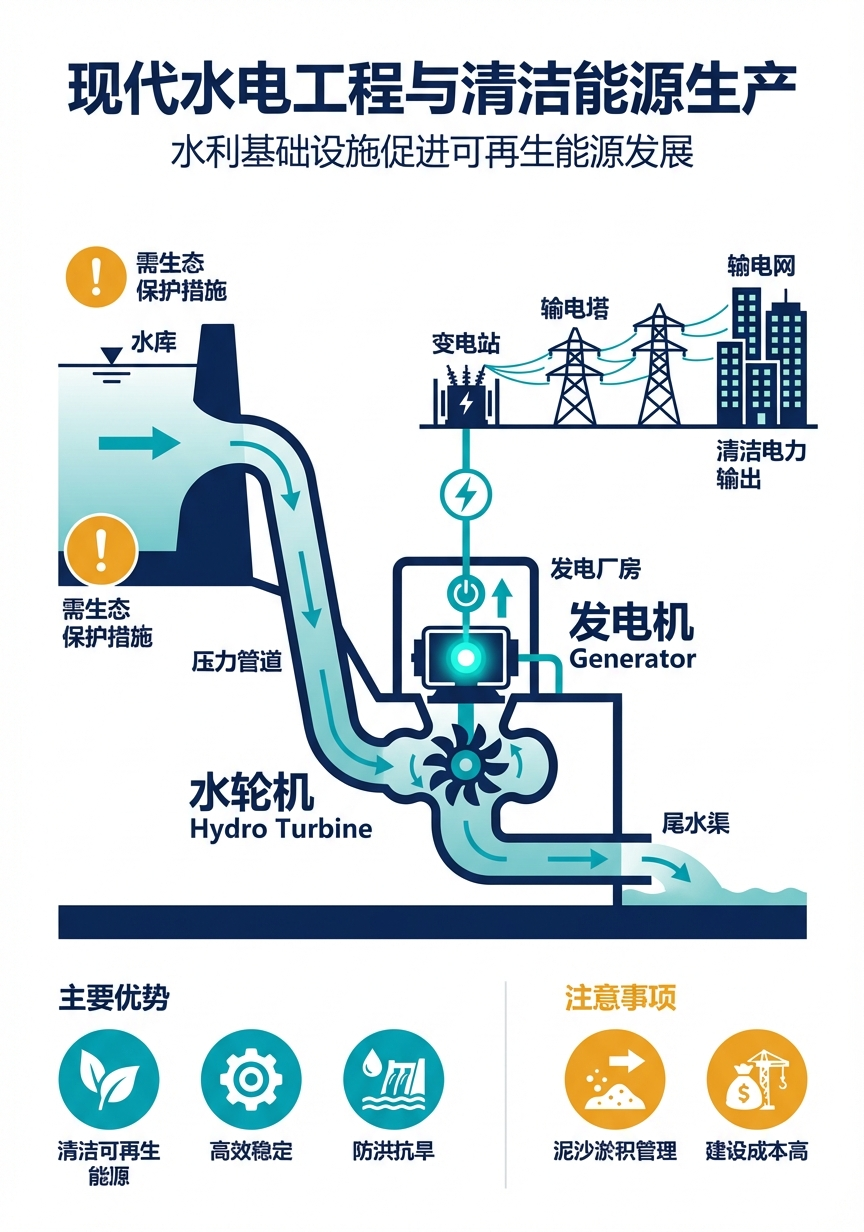 现代水电工程与清洁能源生产
水利基础设施促进可再生能源发展
需生态
保护措施
水库
变电站
输电塔
输电网
清洁电力
输出
需生态
保护措施
压力管道
发电厂房
发电机
Generator
水轮机
Hydro Turbine
尾水渠
主要优势
清洁可再生
能源
高效稳定
防洪抗旱
注意事项
泥沙淤积管理
$
建设成本高